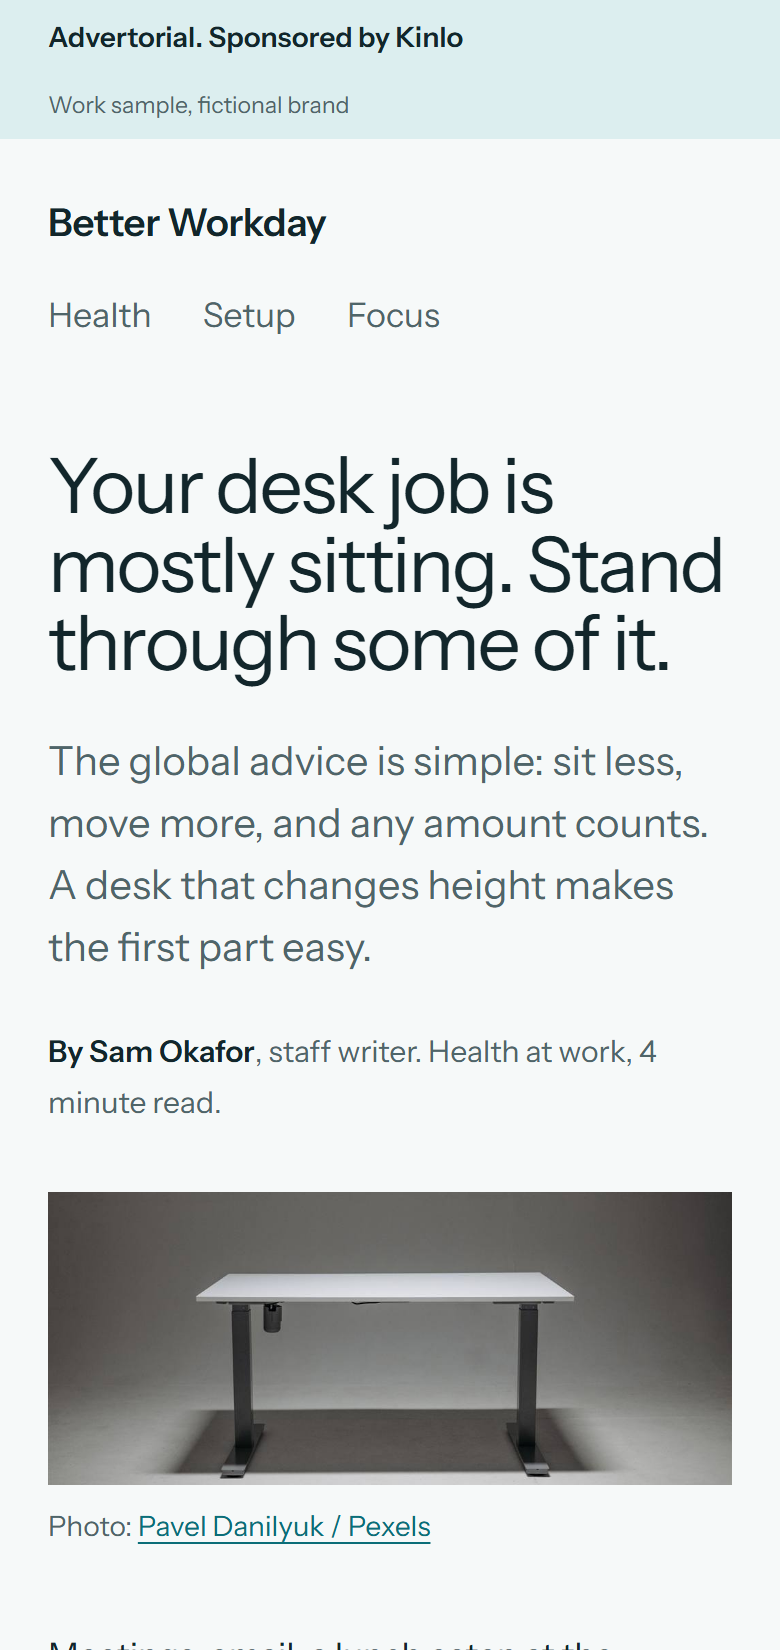 Advertorial. Sponsored by Kinlo
Work sample, fictional brand
Better Workday
Health Setup Focus
Your desk job is
mostly sitting. Stand
through some of it.
The global advice is simple: sit less,
move more, and any amount counts.
A desk that changes height makes
the first part easy.
By Sam Okafor, staff writer. Health at work, 4
minute read.
Photo: Pavel Danilyuk / Pexels